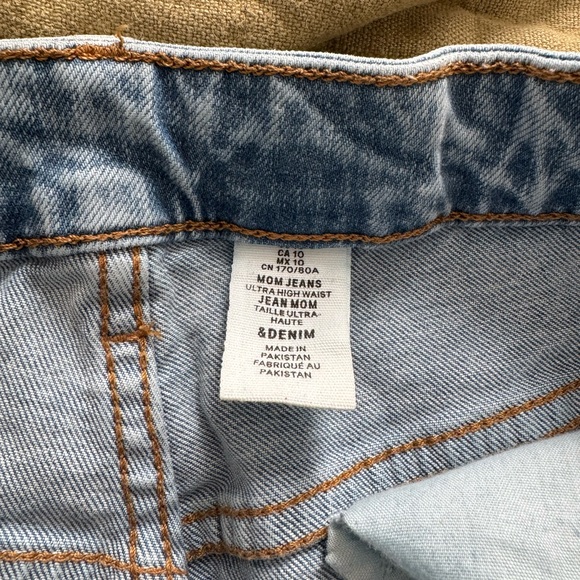 CA 10
MX 10
CN 170/80A
MOM JEANS
ULTRA HIGH WAIST
JEAN MOM
TAILLE ULTRA-
HAUTE
&DENIM
MADE IN
PAKISTAN
FABRIQUÉ AU
PAKISTAN